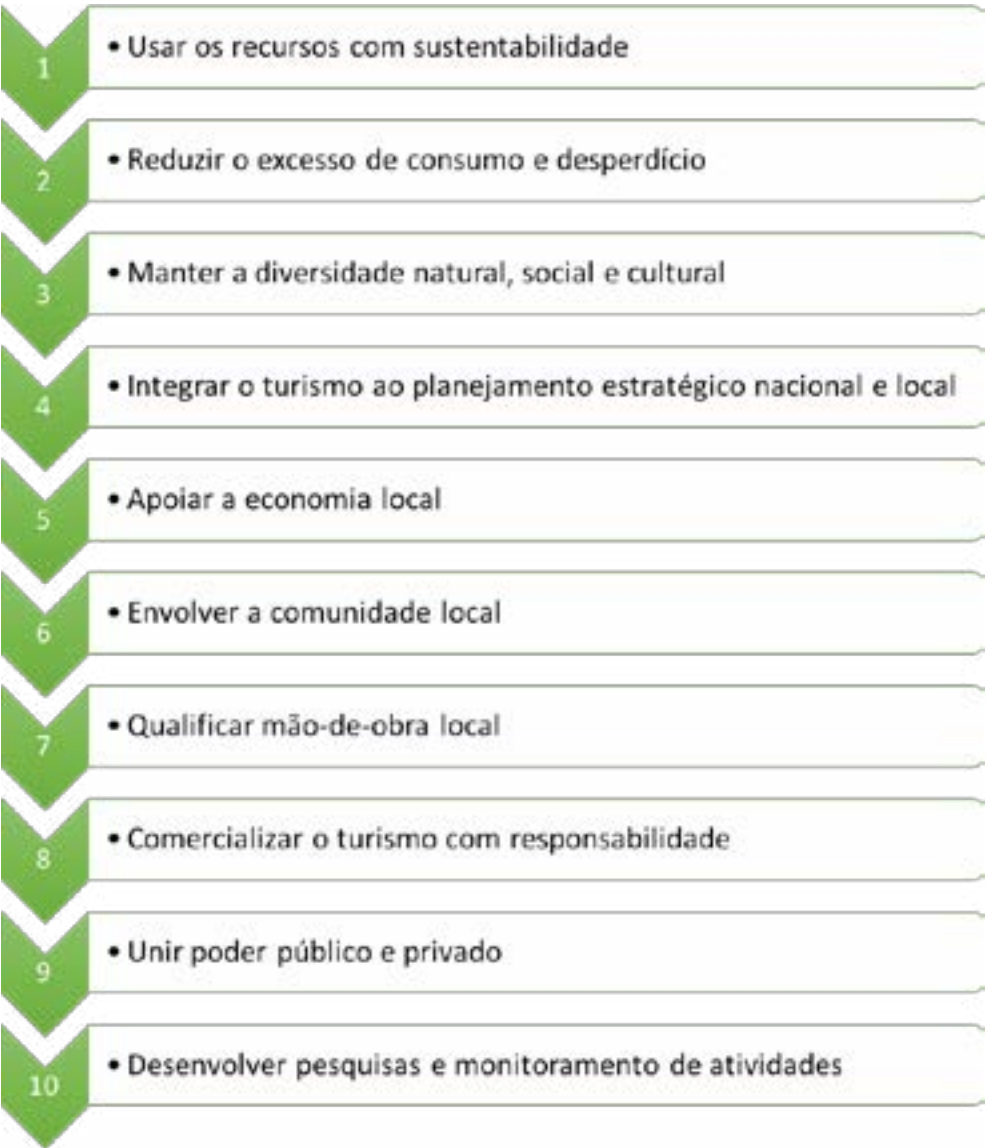 1
• Usar os recursos com sustentabilidade
2
• Reduzir o excesso de consumo e desperdício
3
• Manter a diversidade natural, social e cultural
4
• Integrar o turismo ao planejamento estratégico nacional e local
5
• Apoiar a economia local
6
• Envolver a comunidade local
7
• Qualificar mão-de-obra local
8
• Comercializar o turismo com responsabilidade
9
• Unir poder público e privado
10
• Desenvolver pesquisas e monitoramento de atividades